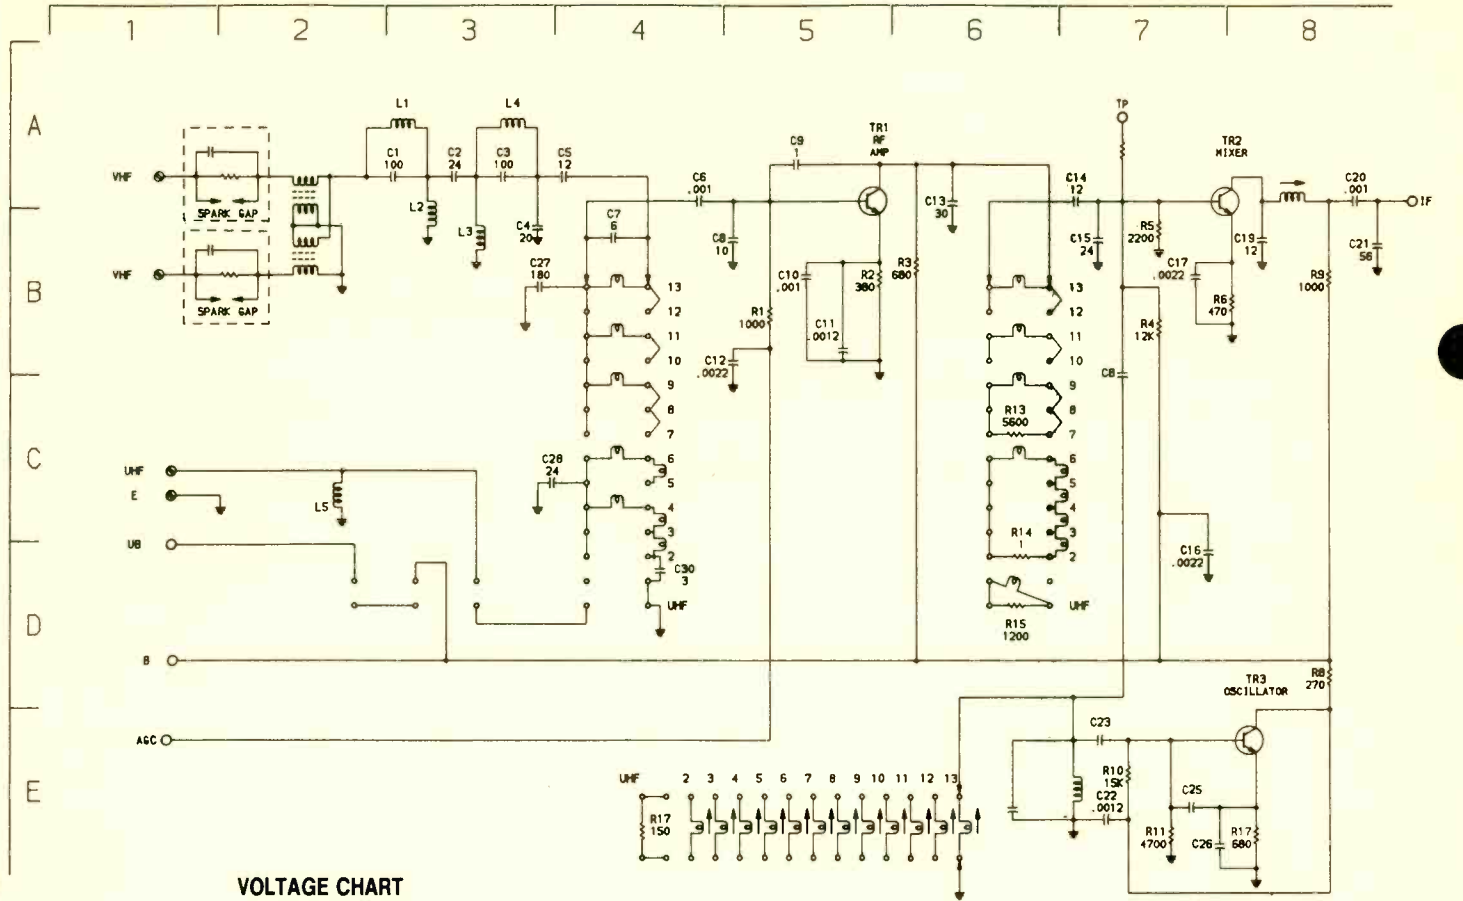 1 2 3 4 5 6 7 8
A
B
C
D
E
VHF
SPARK GAP
VHF
SPARK GAP
L1
C1
100
L2
C2
24
L3
L4
C3
100
C4
20
C5
12
C27
180
C7
6
C6
.001
C8
10
C9
1
TR1
RF
AMP
R1
1000
C10
.001
C11
.0012
R2
360
R3
680
C12
.0022
C13
30
13
12
11
10
9
8
7
6
5
4
3
2
UHF
C28
24
C30
3
UHF
E
L5
UB
B
AGC
R13
5600
R14
1
R15
1200
13
12
11
10
9
8
7
6
5
4
3
2
UHF
TP
C14
12
C15
24
R5
2200
TR2
MIXER
C17
.0022
R6
470
C19
12
C20
.001
IF
C21
56
R9
1000
R4
12K
C8
C16
.0022
R8
270
TR3
OSCILLATOR
C23
R10
15K
C22
.0012
C25
R11
4700
C26
R17
680
UHF 2 3 4 5 6 7 8 9 10 11 12 13
R17
150
VOLTAGE CHART